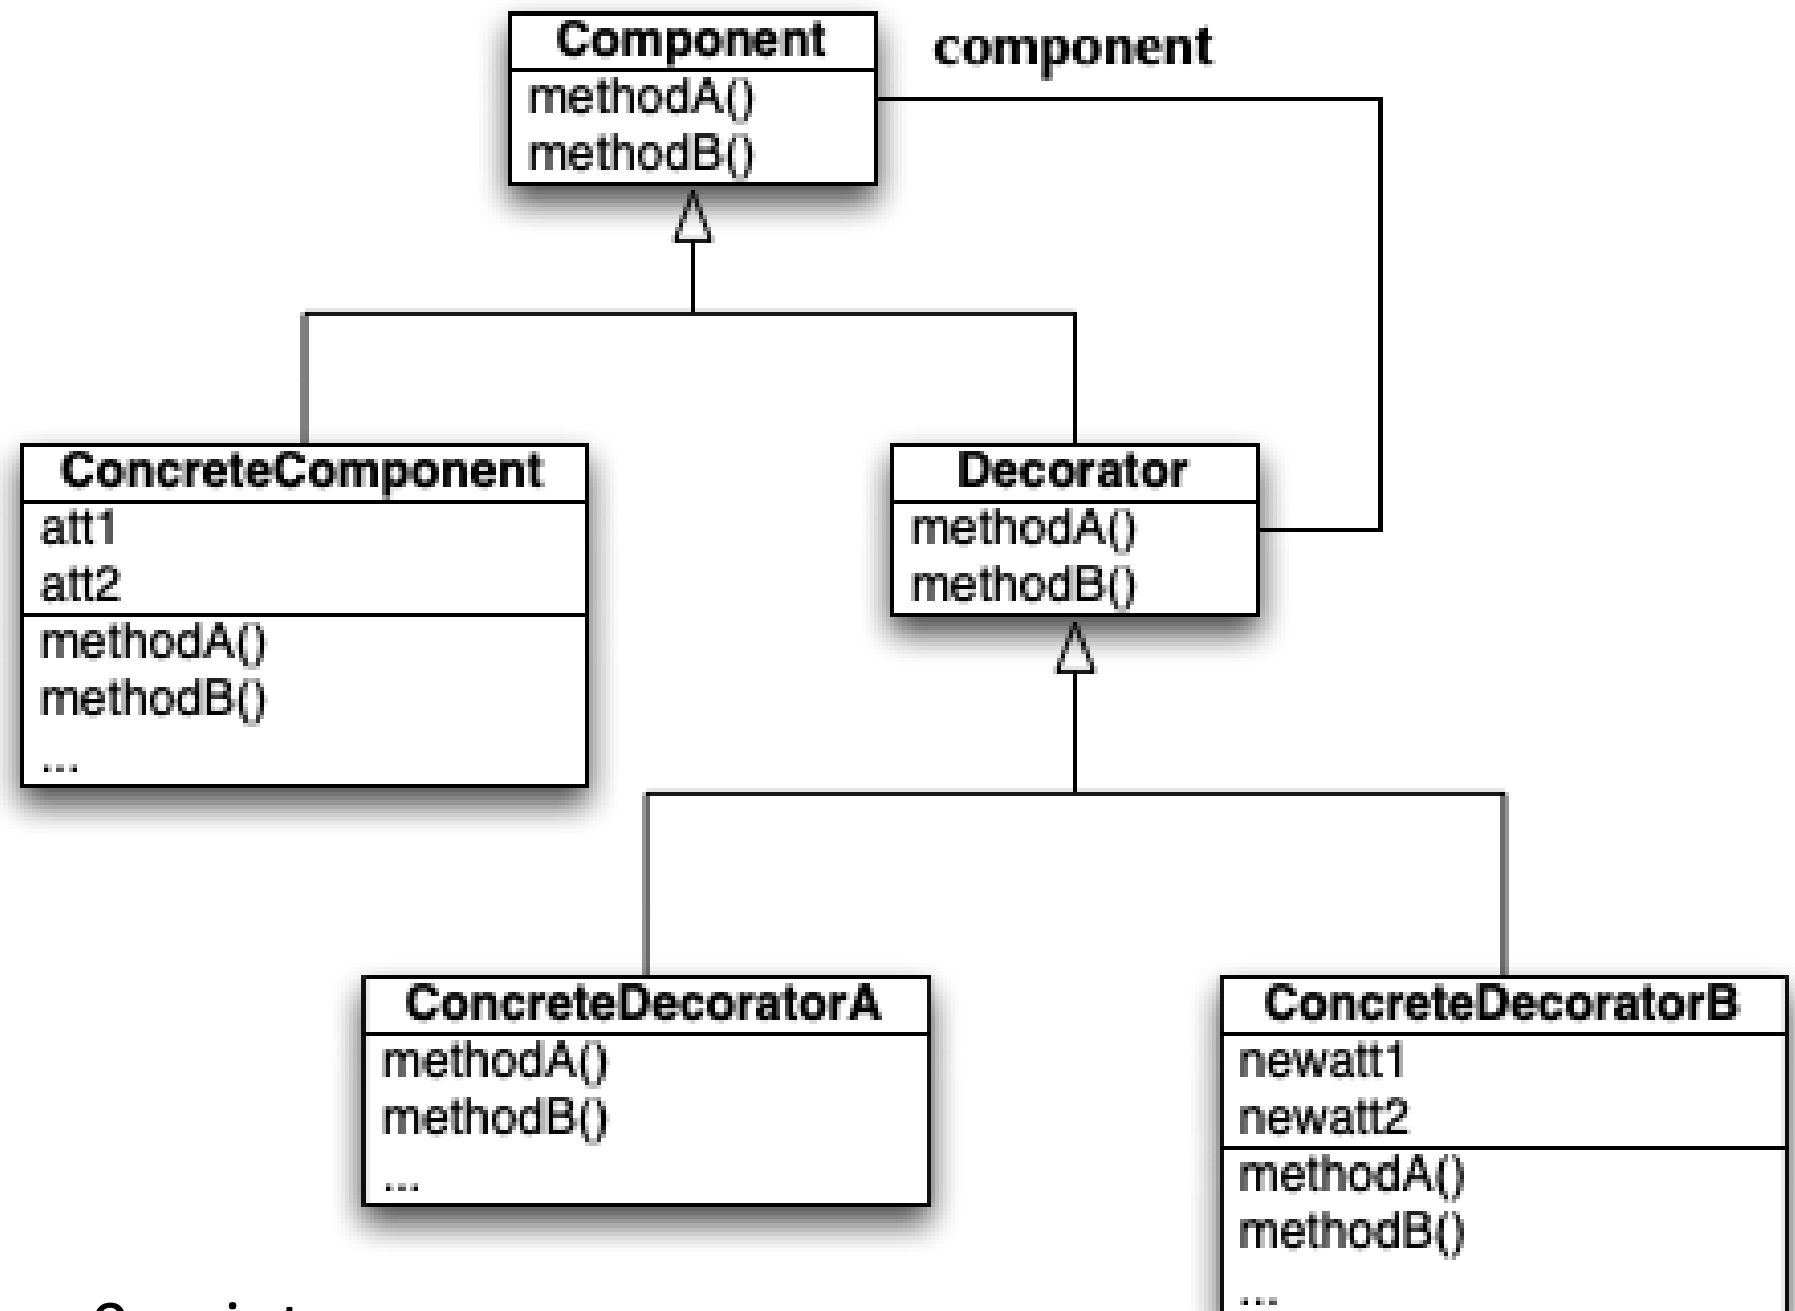 Component
component
methodA()
methodB()
ConcreteComponent
att1
att2
methodA()
methodB()
...
Decorator
methodA()
methodB()
ConcreteDecoratorA
methodA()
methodB()
...
ConcreteDecoratorB
newatt1
newatt2
methodA()
methodB()
...